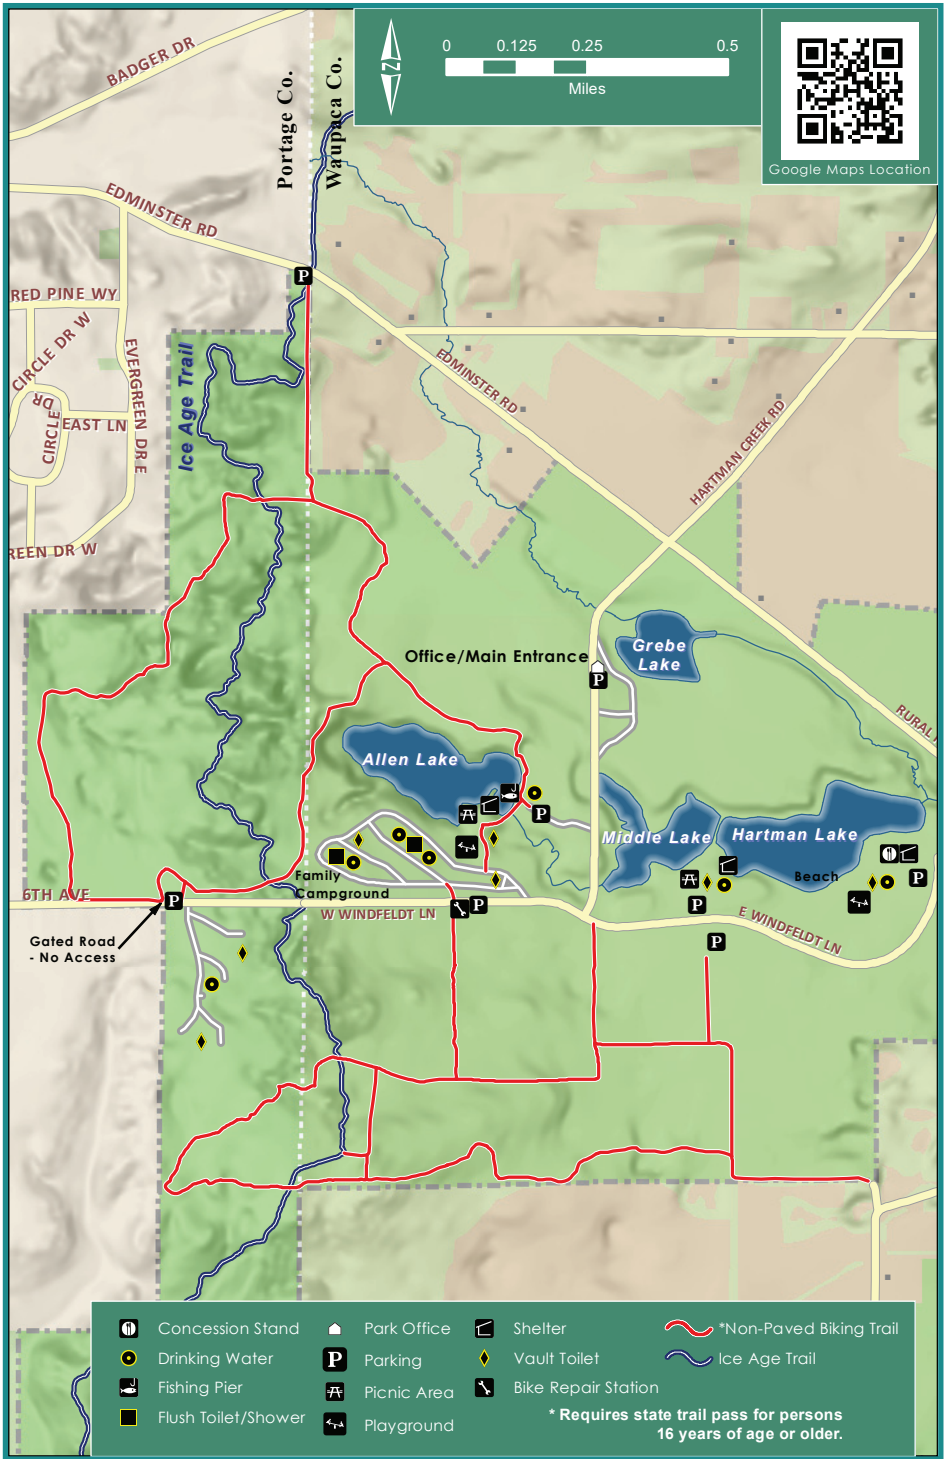 0 0.125 0.25 0.5
Miles
N
Google Maps Location
BADGER DR
Portage Co.
Waupaca Co.
EDMINSTER RD
P
RED PINE WY
CIRCLE DR W
EVERGREEN DR E
Ice Age Trail
EDMINSTER RD
HARTMAN CREEK RD
CIRCLE DR
EAST LN
REEN DR W
Office/Main Entrance
P
Grebe
Lake
RURAL
Allen Lake
P
Middle Lake
Hartman Lake
Beach
P
Family
Campground
6TH AVE
P
W WINDFELDT LN
P
P
E WINDFELDT LN
P
Gated Road
- No Access
Concession Stand
Drinking Water
Fishing Pier
Flush Toilet/Shower
Park Office
P Parking
Picnic Area
Playground
Shelter
Vault Toilet
Bike Repair Station
*Non-Paved Biking Trail
Ice Age Trail
* Requires state trail pass for persons
16 years of age or older.